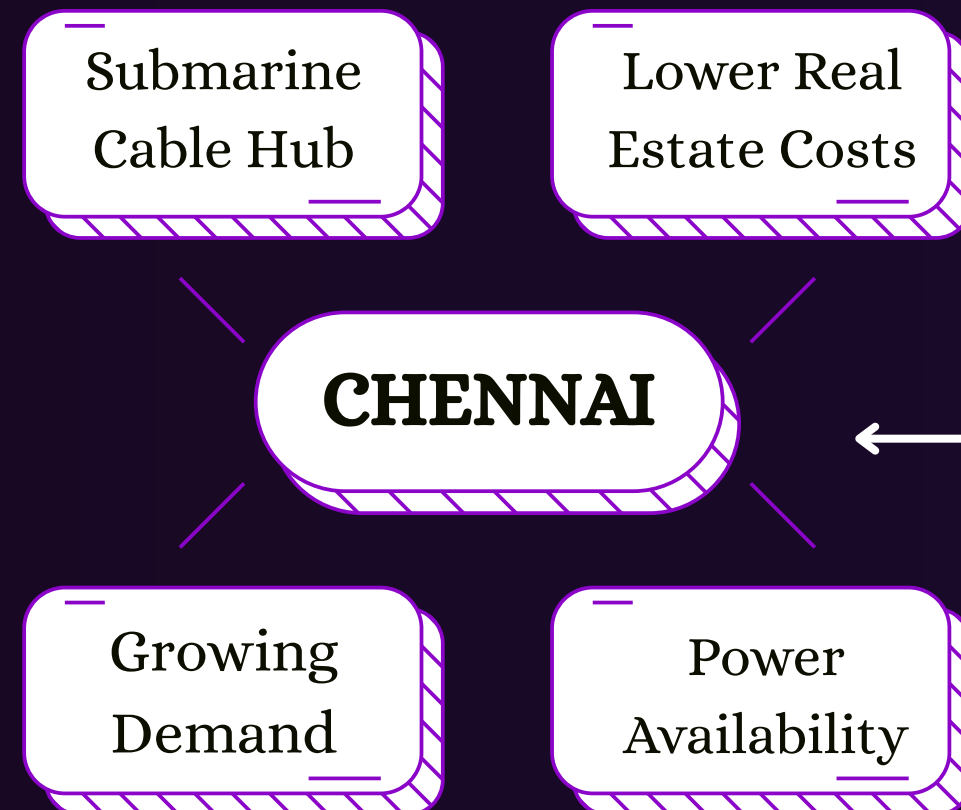 Submarine
Cable Hub
Lower Real
Estate Costs
CHENNAI
Growing
Demand
Power
Availability